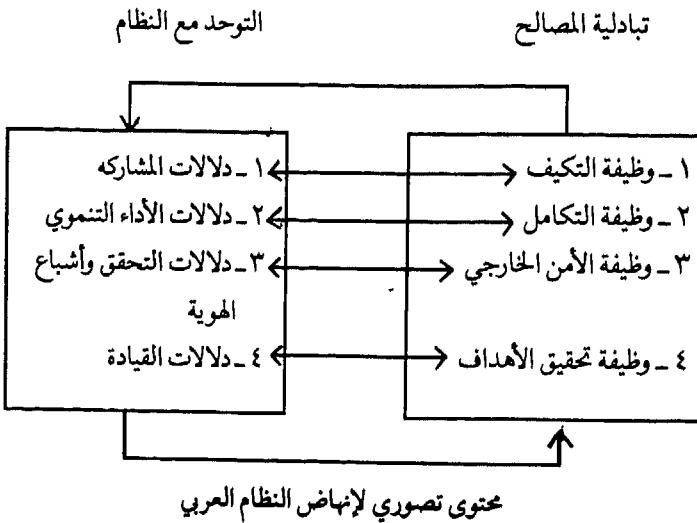 تبادلية المصالح
التوحد مع النظام
١ ـ وظيفة التكيف
٢ ـ وظيفة التكامل
٣ ـ وظيفة الأمن الخارجي
٤ ـ وظيفة تحقيق الأهداف
١ ـ دلالات المشاركه
٢ ـ دلالات الأداء التنموي
٣ ـ دلالات التحقق وأشباع
الهوية
٤ ـ دلالات القيادة
محتوى تصوري لإنهاض النظام العربي